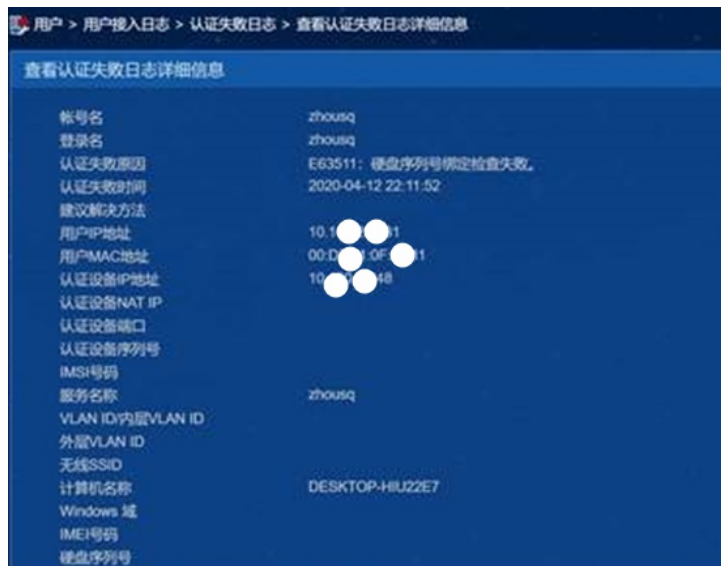 用户 > 用户接入日志 > 认证失败日志 > 查看认证失败日志详细信息
查看认证失败日志详细信息
帐号名 zhousq
登录名 zhousq
认证失败原因 E63511：硬盘序列号绑定检查失败。
认证失败时间 2020-04-12 22:11:52
建议解决方法
用户IP地址 10.1
用户MAC地址 00:D 0F: 11
认证设备IP地址 10. 48
认证设备NAT IP
认证设备端口
认证设备序列号
IMSI号码
服务名称 zhousq
VLAN ID/内层VLAN ID
外层VLAN ID
无线SSID
计算机名称 DESKTOP-HIU22E7
Windows 域
IMEI号码
硬盘序列号